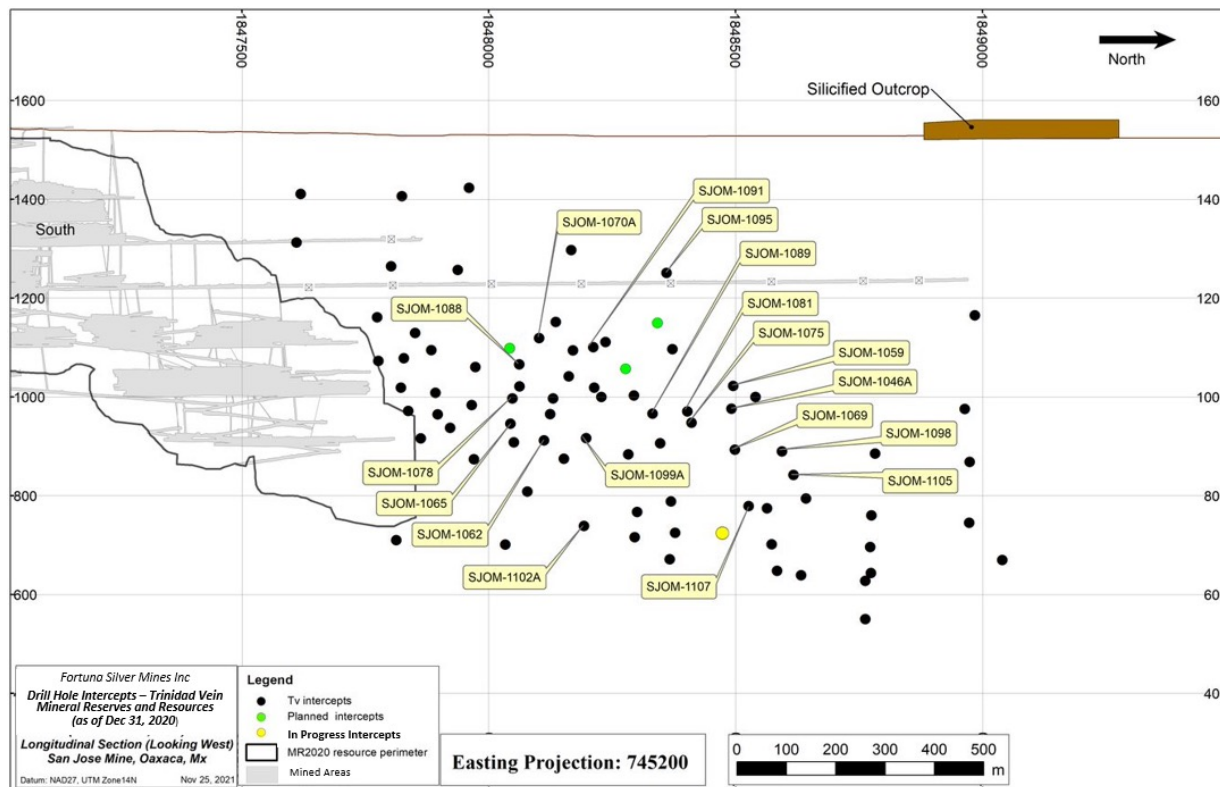 1847500
1848000
1848500
1849000
North
Silicified Outcrop
1600
160
1400
140
1200
120
1000
100
800
80
600
60
400
40
South
SJOM-1091
SJOM-1095
SJOM-1070A
SJOM-1089
SJOM-1088
SJOM-1081
SJOM-1075
SJOM-1059
SJOM-1046A
SJOM-1069
SJOM-1098
SJOM-1078
SJOM-1099A
SJOM-1105
SJOM-1065
SJOM-1062
SJOM-1102A
SJOM-1107
Fortuna Silver Mines Inc
Drill Hole Intercepts – Trinidad Vein
Mineral Reserves and Resources
(as of Dec 31, 2020)
Longitudinal Section (Looking West)
San Jose Mine, Oaxaca, Mx
Datum: NAD27, UTM Zone14N Nov 25, 2021
Legend
Tv intercepts
Planned intercepts
In Progress Intercepts
MR2020 resource perimeter
Mined Areas
Easting Projection: 745200
0 100 200 300 400 500
m